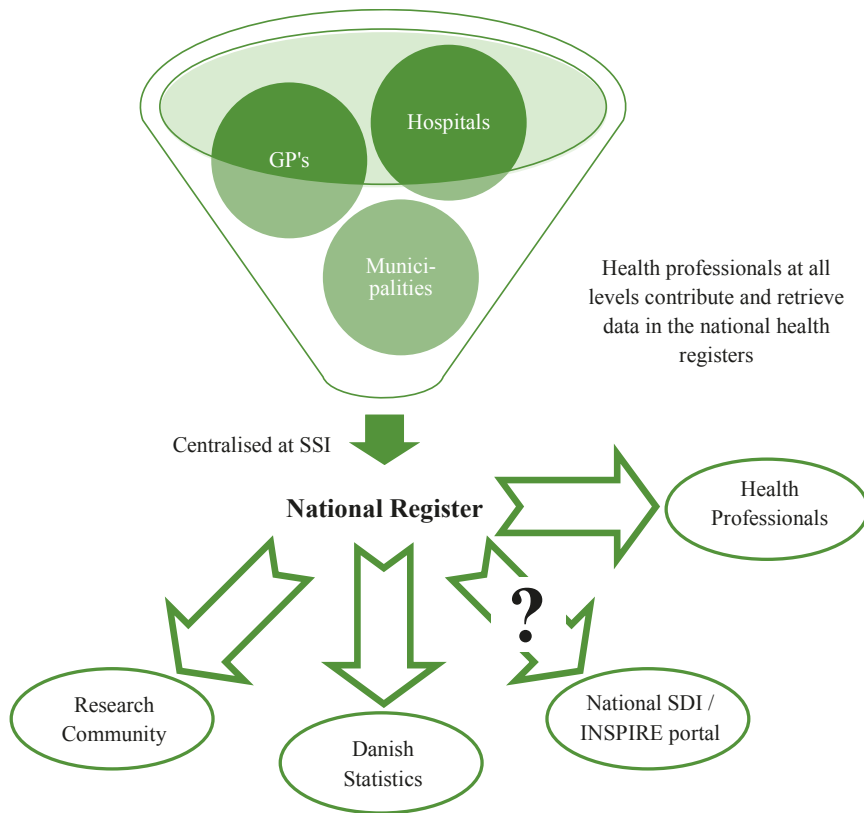 Hospitals
GP's
Munici-
palities
Health professionals at all
levels contribute and retrieve
data in the national health
registers
Centralised at SSI
National Register
Health
Professionals
?
Research
Community
Danish
Statistics
National SDI /
INSPIRE portal